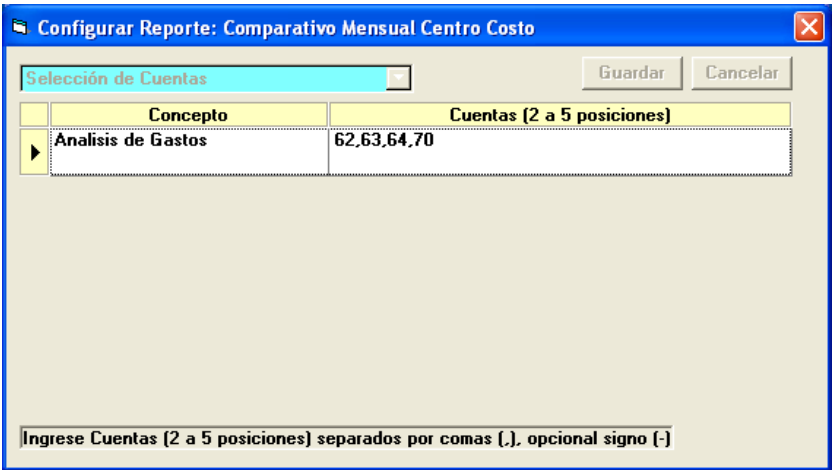 Configurar Reporte: Comparativo Mensual Centro Costo
Selección de Cuentas
Guardar Cancelar
Concepto Cuentas (2 a 5 posiciones)
Analisis de Gastos 62,63,64,70
Ingrese Cuentas (2 a 5 posiciones) separados por comas (,), opcional signo (-)